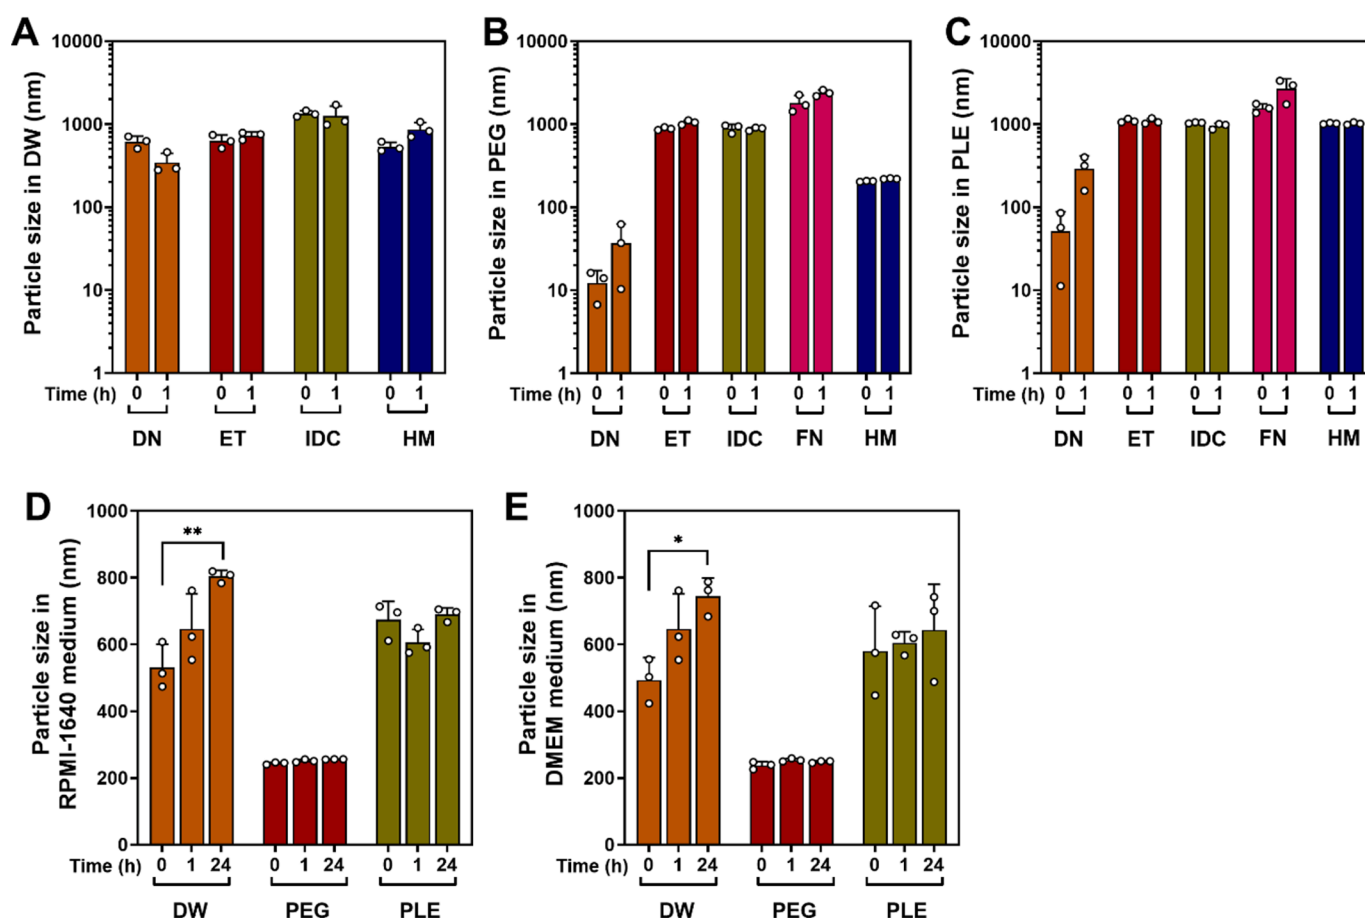 A
Particle size in DW (nm)
10000
1000
100
10
1
Time (h) 0 1 0 1 0 1 0 1
DN ET IDC HM
B
Particle size in PEG (nm)
10000
1000
100
10
1
Time (h) 0 1 0 1 0 1 0 1 0 1
DN ET IDC FN HM
C
Particle size in PLE (nm)
10000
1000
100
10
1
Time (h) 0 1 0 1 0 1 0 1 0 1
DN ET IDC FN HM
D
Particle size in
RPMI-1640 medium (nm)
1000
800
600
400
200
0
**
Time (h) 0 1 24 0 1 24 0 1 24
DW PEG PLE
E
Particle size in
DMEM medium (nm)
1000
800
600
400
200
0
*
Time (h) 0 1 24 0 1 24 0 1 24
DW PEG PLE